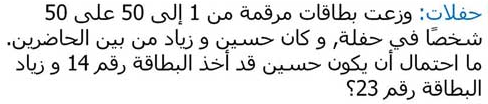 حفلات: وزعت بطاقات مرقمة من 1 إلى 50 على 50
شخصًا في حفلة, و كان حسين و زياد من بين الحاضرين.
ما احتمال أن يكون حسين قد أخذ البطاقة رقم 14 و زياد
البطاقة رقم 23؟